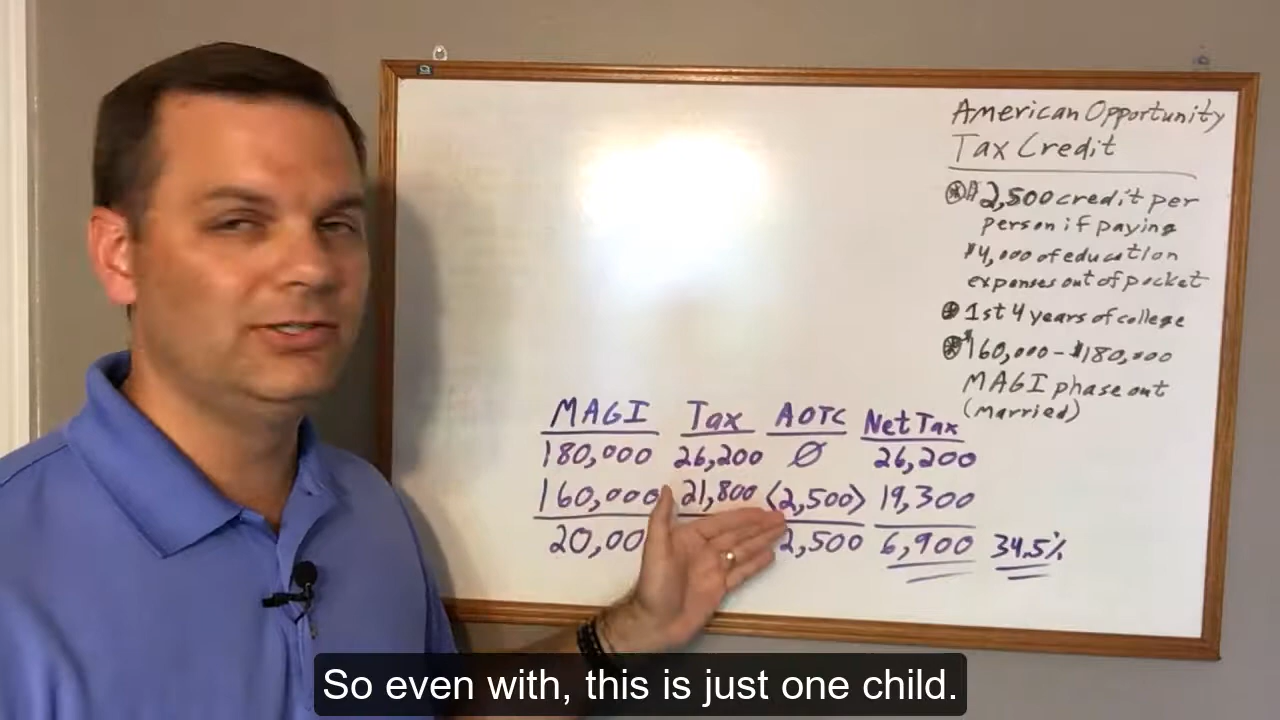 American Opportunity
Tax Credit
$2,500 credit per
person if paying
$4,000 of education
expenses out of pocket
1st 4 years of college
$160,000-$180,000
MAGI phase out
(married)
MAGI Tax AOTC Net Tax
180,000 26,200 Ø 26,200
160,000 21,800 <2,500> 19,300
20,00 2,500 6,900 34.5%
So even with, this is just one child.